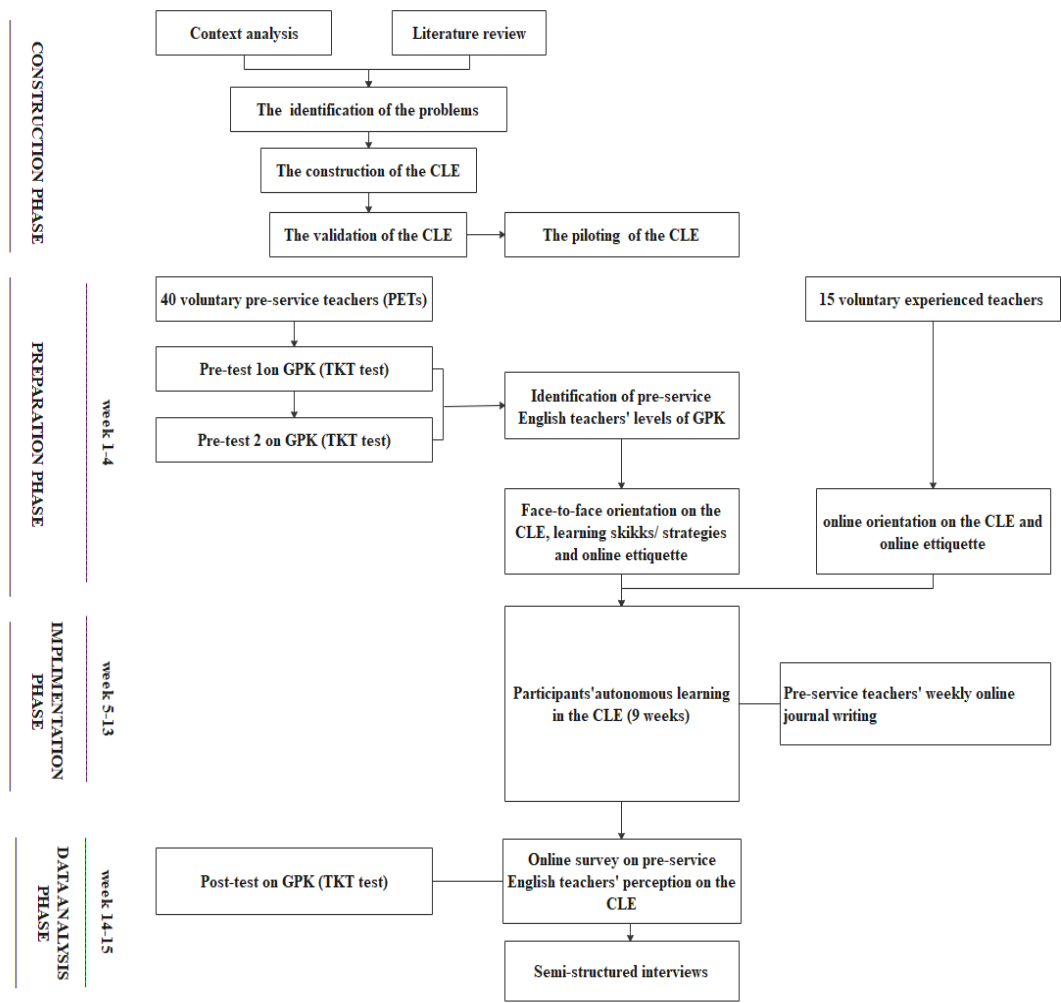 CONSTRUCTION PHASE
Context analysis
Literature review
The identification of the problems
The construction of the CLE
The validation of the CLE
The piloting of the CLE
PREPARATION PHASE
week 1-4
40 voluntary pre-service teachers (PETs)
15 voluntary experienced teachers
Pre-test 1on GPK (TKT test)
Pre-test 2 on GPK (TKT test)
Identification of pre-service
English teachers' levels of GPK
Face-to-face orientation on the
CLE, learning skikks/ strategies
and online ettiquette
online orientation on the CLE and
online ettiquette
IMPLIMENTATION
PHASE
week 5-13
Participants'autonomous learning
in the CLE (9 weeks)
Pre-service teachers' weekly online
journal writing
DATA ANALYSIS
PHASE
week 14-15
Post-test on GPK (TKT test)
Online survey on pre-service
English teachers' perception on the
CLE
Semi-structured interviews